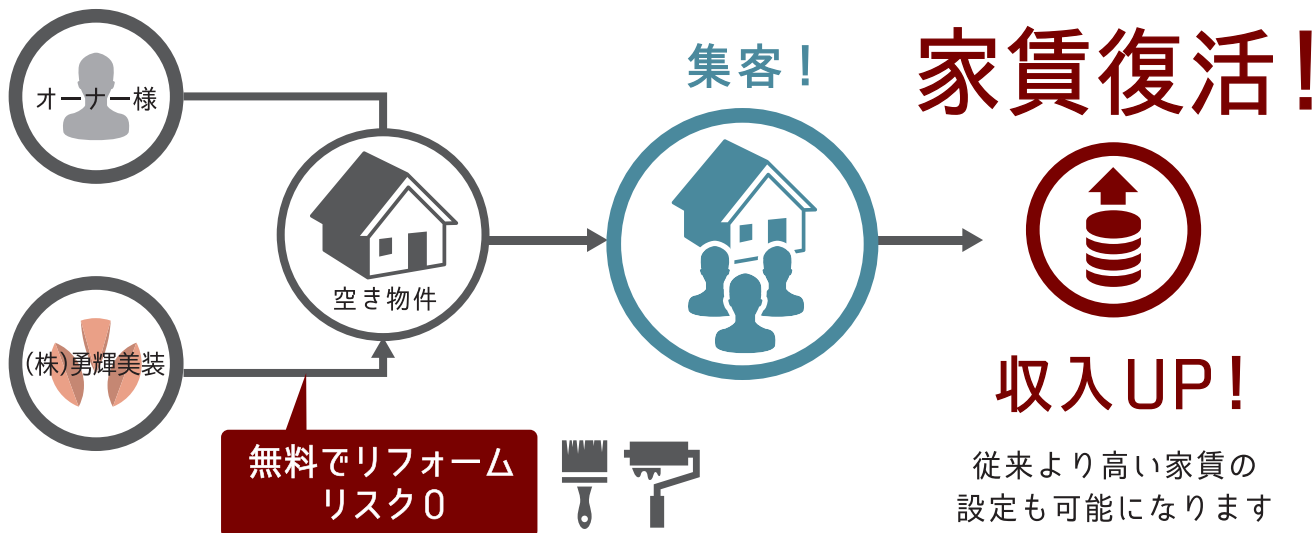 オーナー様
(株)勇輝美装
空き物件
無料でリフォーム
リスク0
集客!
家賃復活!
収入UP!
従来より高い家賃の
設定も可能になります